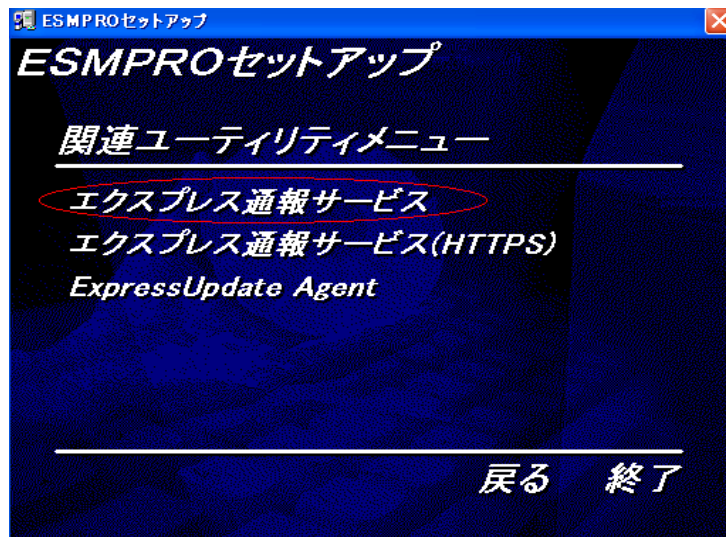 ESMPROセットアップ
ESMPROセットアップ
関連ユーティリティメニュー
エクスプレス通報サービス
エクスプレス通報サービス(HTTPS)
ExpressUpdate Agent
戻る 終了